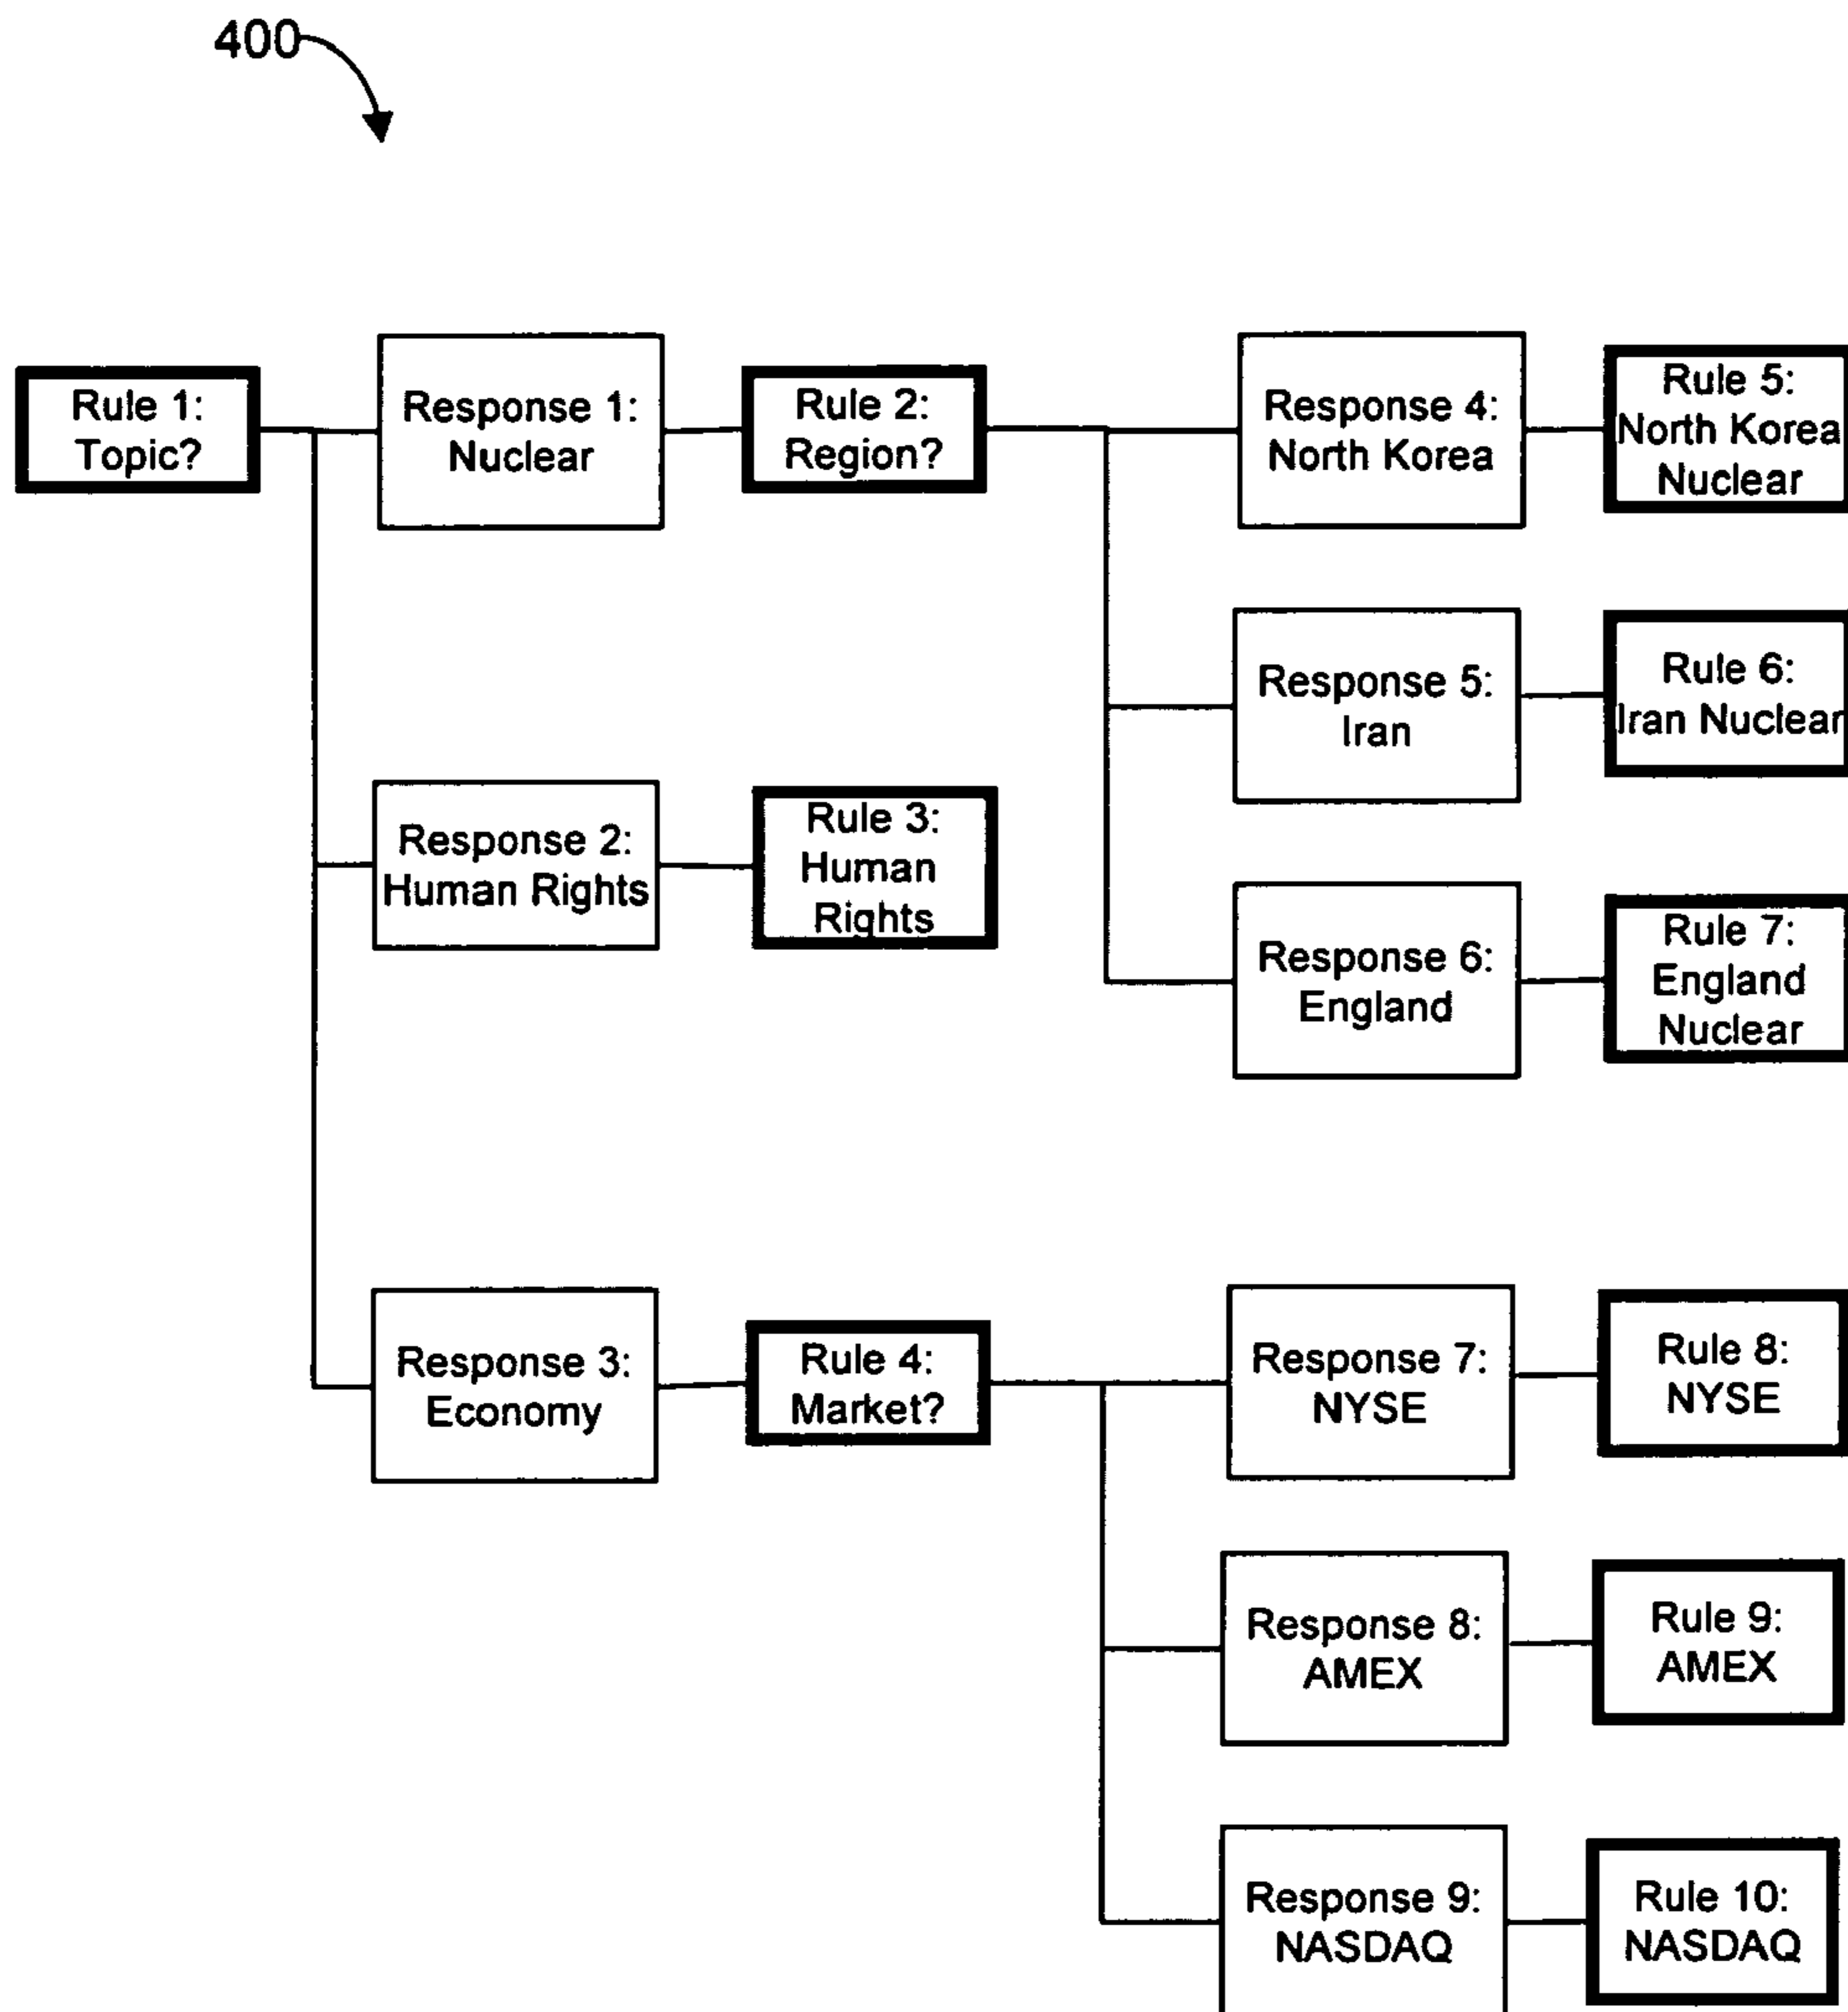 400
Rule 1:
Topic?
Response 1:
Nuclear
Rule 2:
Region?
Response 4:
North Korea
Rule 5:
North Korea
Nuclear
Response 5:
Iran
Rule 6:
Iran Nuclear
Response 6:
England
Rule 7:
England
Nuclear
Response 2:
Human Rights
Rule 3:
Human
Rights
Response 3:
Economy
Rule 4:
Market?
Response 7:
NYSE
Rule 8:
NYSE
Response 8:
AMEX
Rule 9:
AMEX
Response 9:
NASDAQ
Rule 10:
NASDAQ